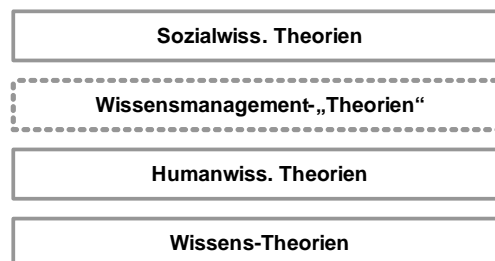 Sozialwiss. Theorien
Wissensmanagement-„Theorien“
Humanwiss. Theorien
Wissens-Theorien